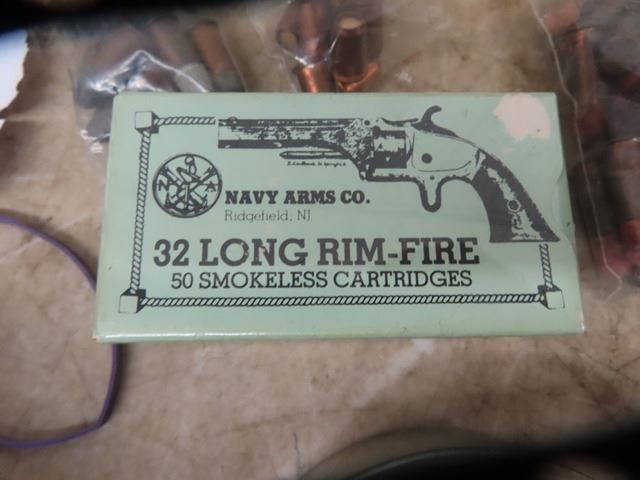 N A
NAVY ARMS CO.
Ridgefield, NJ
32 LONG RIM-FIRE
50 SMOKELESS CARTRIDGES